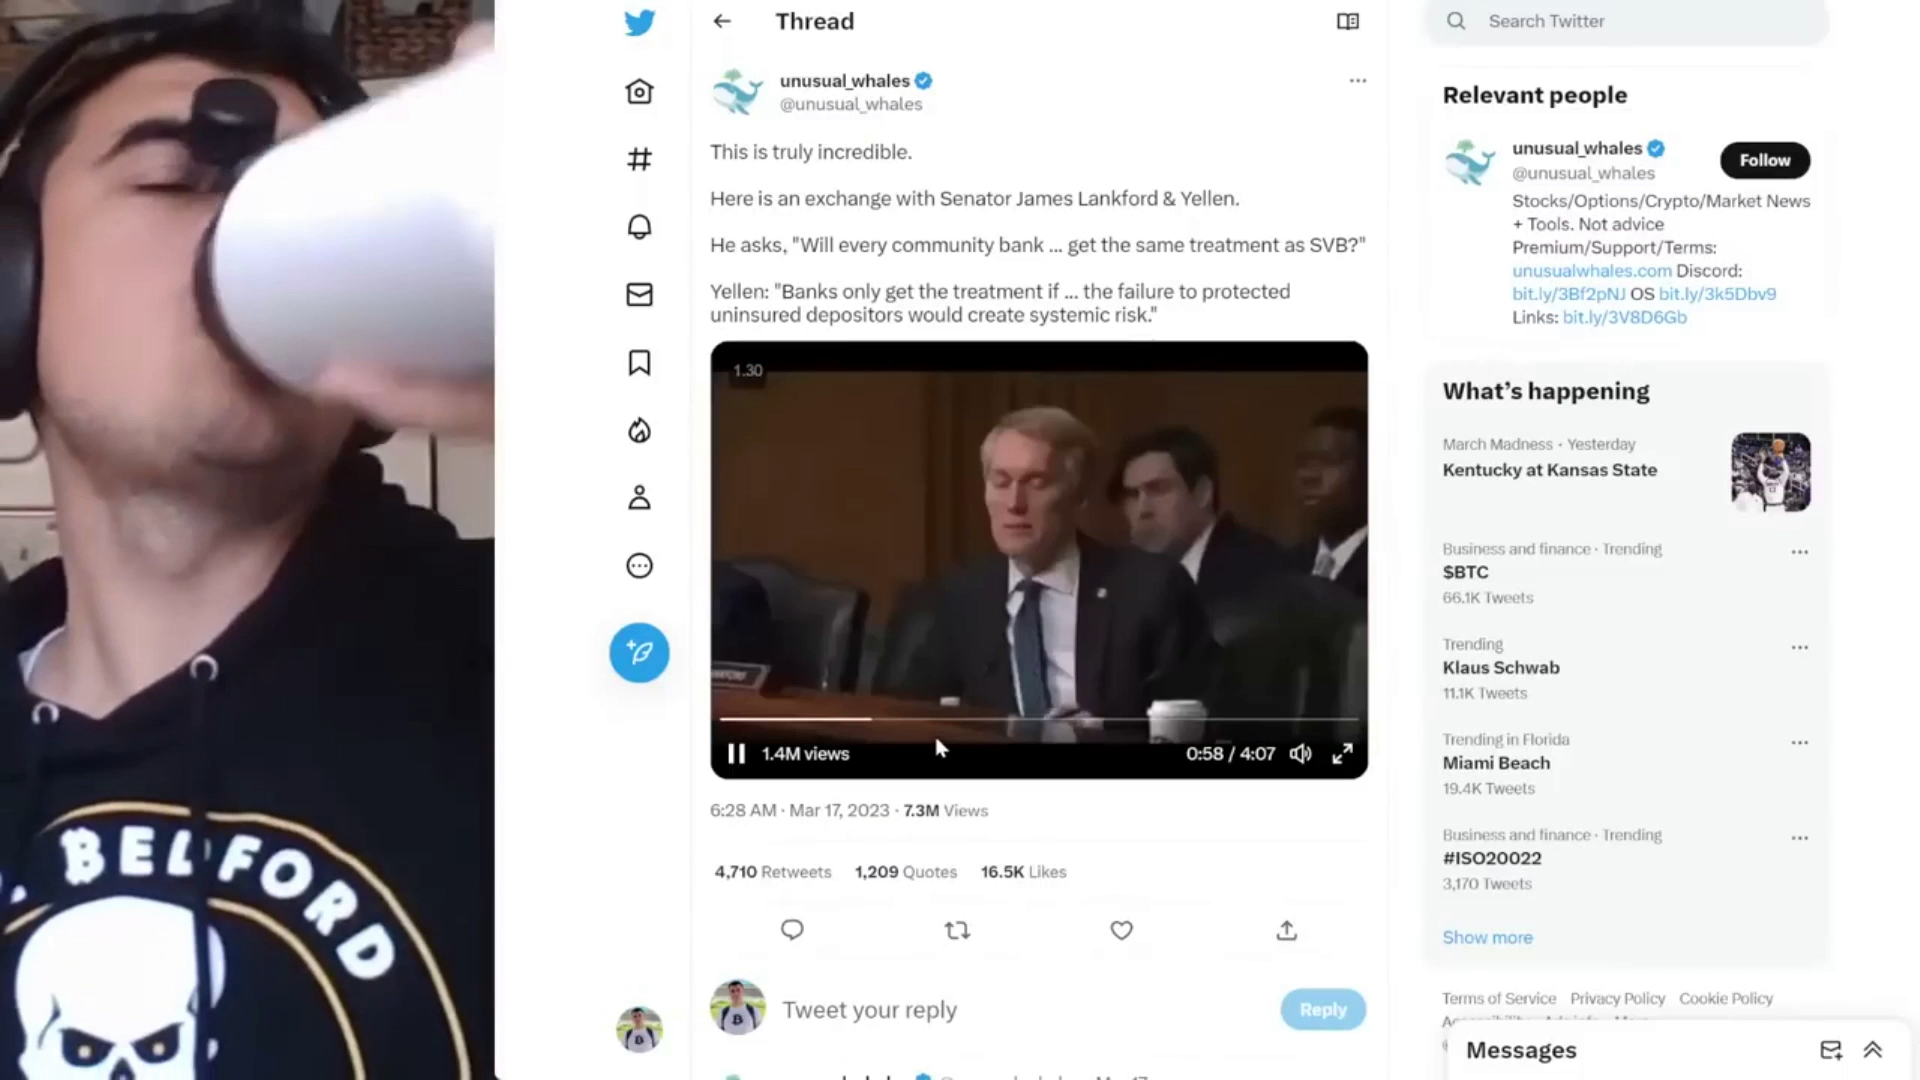 BELFORD
Thread
unusual_whales
@unusual_whales
This is truly incredible.
Here is an exchange with Senator James Lankford & Yellen.
He asks, "Will every community bank ... get the same treatment as SVB?"
Yellen: "Banks only get the treatment if ... the failure to protected
uninsured depositors would create systemic risk."
1.30
1.4M views
0:58 / 4:07
6:28 AM · Mar 17, 2023 · 7.3M Views
4,710 Retweets 1,209 Quotes 16.5K Likes
Tweet your reply
Reply
Search Twitter
Relevant people
unusual_whales
@unusual_whales
Follow
Stocks/Options/Crypto/Market News
+ Tools. Not advice
Premium/Support/Terms:
unusualwhales.com Discord:
bit.ly/3Bf2pNJ OS bit.ly/3k5Dbv9
Links: bit.ly/3V8D6Gb
What's happening
March Madness · Yesterday
Kentucky at Kansas State
Business and finance · Trending
$BTC
66.1K Tweets
Trending
Klaus Schwab
11.1K Tweets
Trending in Florida
Miami Beach
19.4K Tweets
Business and finance · Trending
#ISO20022
3,170 Tweets
Show more
Terms of Service Privacy Policy Cookie Policy
Messages